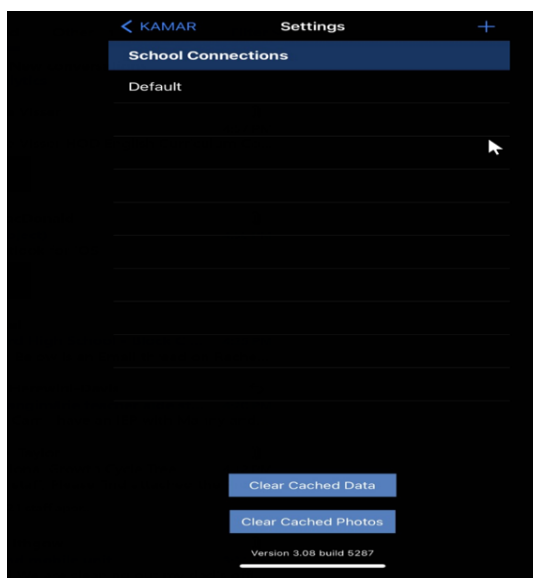 KAMAR Settings +
School Connections
Default
Clear Cached Data
Clear Cached Photos
Version 3.08 build 5287